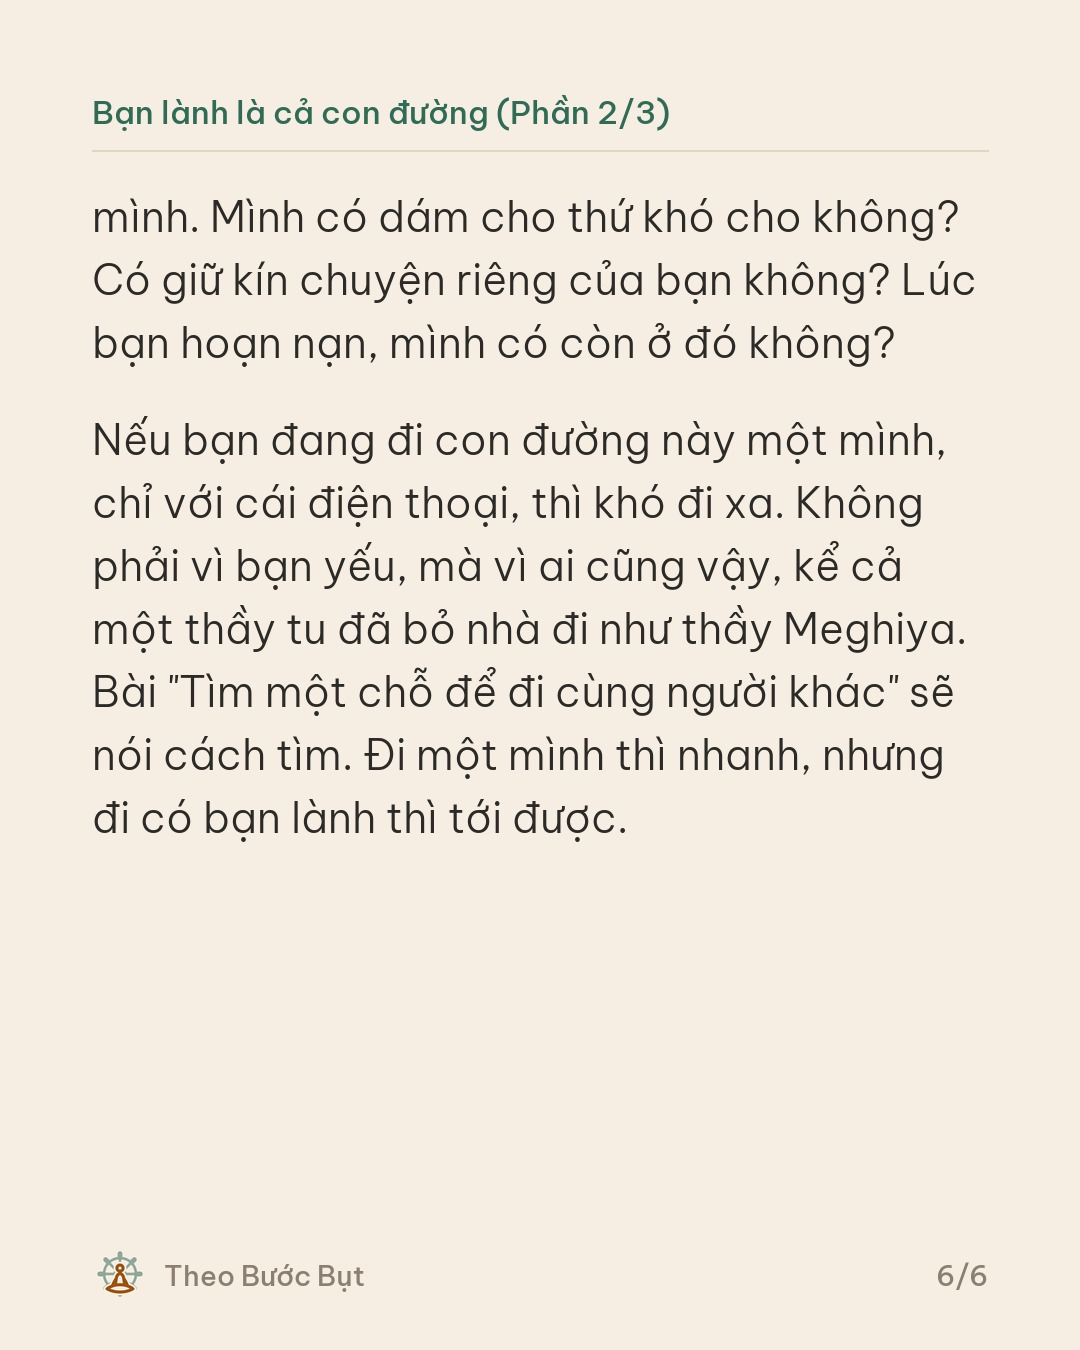 Bạn lành là cả con đường (Phần 2/3)
mình. Mình có dám cho thứ khó cho không?
Có giữ kín chuyện riêng của bạn không? Lúc
bạn hoạn nạn, mình có còn ở đó không?
Nếu bạn đang đi con đường này một mình,
chỉ với cái điện thoại, thì khó đi xa. Không
phải vì bạn yếu, mà vì ai cũng vậy, kể cả
một thầy tu đã bỏ nhà đi như thầy Meghiya.
Bài "Tìm một chỗ để đi cùng người khác" sẽ
nói cách tìm. Đi một mình thì nhanh, nhưng
đi có bạn lành thì tới được.
Theo Bước Bụt
6/6